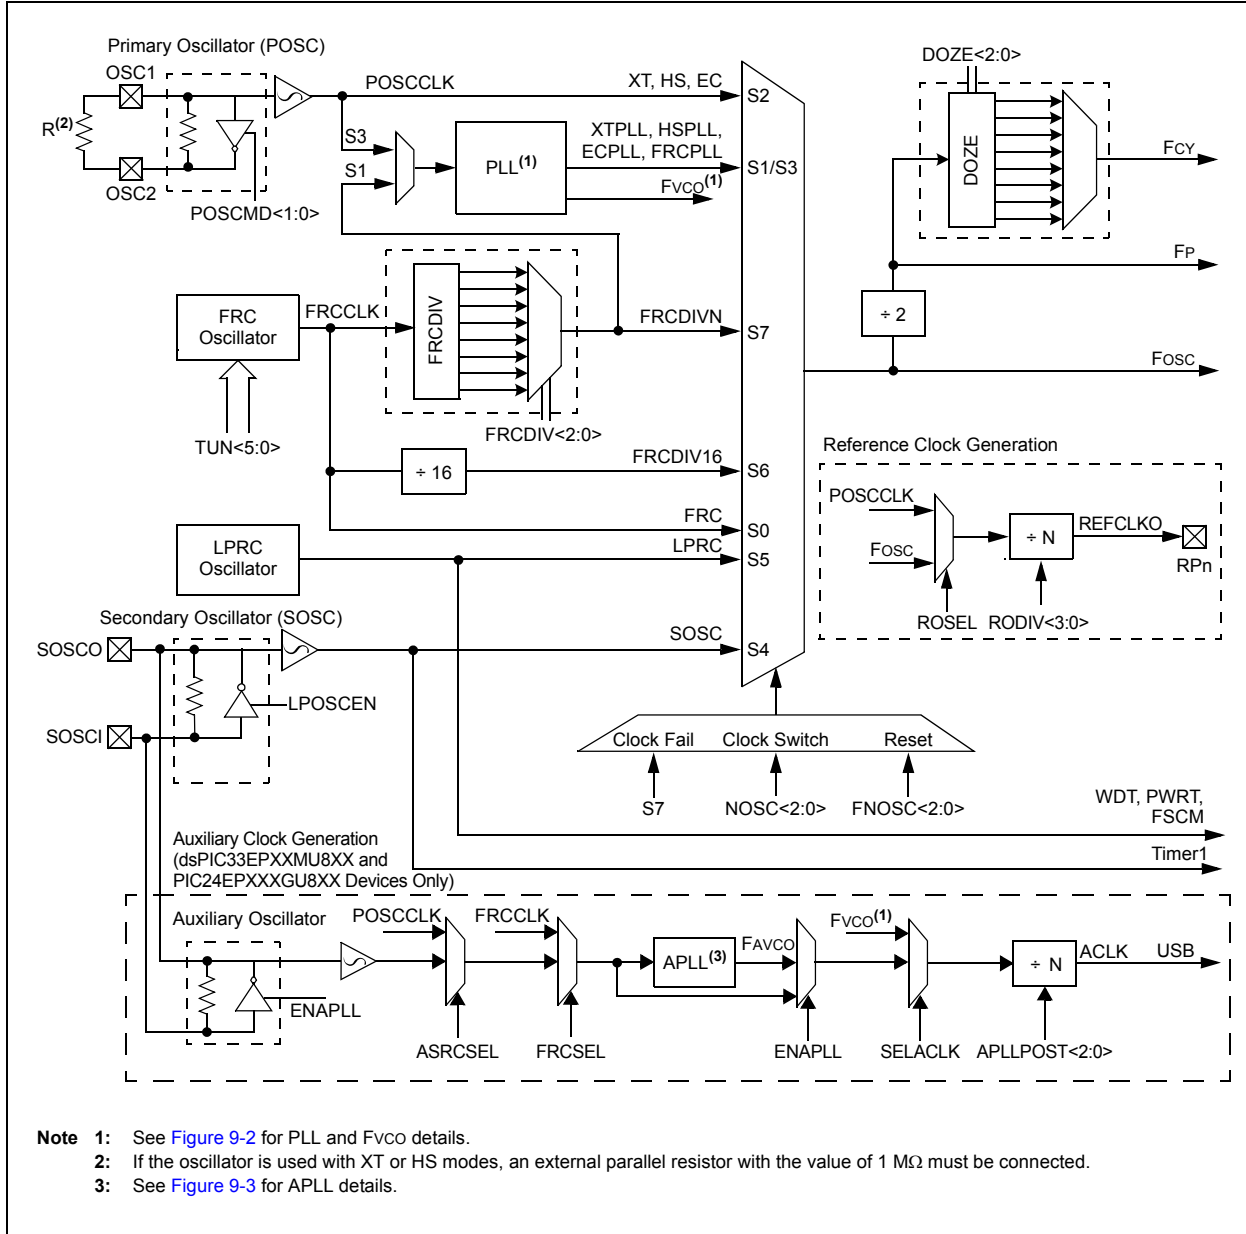 Primary Oscillator (POSC)
OSC1
R(2)
OSC2
POSCMD<1:0>
POSCCLK
XT, HS, EC
S2
S3
S1
PLL(1)
XTPLL, HSPLL,
ECPLL, FRCPLL
S1/S3
FVCO(1)
DOZE<2:0>
DOZE
FCY
FP
÷ 2
FOSC
FRC
Oscillator
TUN<5:0>
FRCCLK
FRCDIV
FRCDIV<2:0>
FRCDIVN
S7
÷ 16
FRCDIV16
S6
FRC
S0
LPRC
Oscillator
LPRC
S5
Reference Clock Generation
POSCCLK
FOSC
÷ N
REFCLKO
RPn
ROSEL
RODIV<3:0>
Secondary Oscillator (SOSC)
SOSCO
SOSCI
LPOSCEN
SOSC
S4
Clock Fail
Clock Switch
Reset
S7
NOSC<2:0>
FNOSC<2:0>
WDT, PWRT,
FSCM
Timer1
Auxiliary Clock Generation
(dsPIC33EPXXMU8XX and
PIC24EPXXXGU8XX Devices Only)
Auxiliary Oscillator
ENAPLL
POSCCLK
ASRCSEL
FRCCLK
FRCSEL
APLL(3)
FAVCO
ENAPLL
FVCO(1)
SELACLK
÷ N
APLLPOST<2:0>
ACLK
USB
Note 1: See Figure 9-2 for PLL and FVCO details.
2: If the oscillator is used with XT or HS modes, an external parallel resistor with the value of 1 MΩ must be connected.
3: See Figure 9-3 for APLL details.